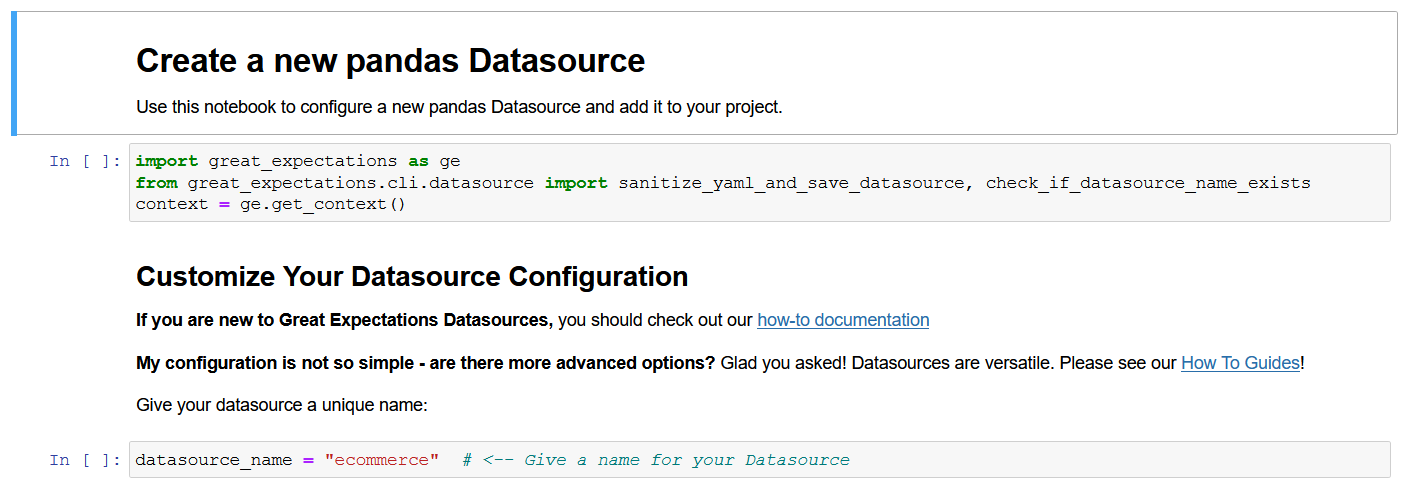 Create a new pandas Datasource
Use this notebook to configure a new pandas Datasource and add it to your project.
In [ ]: import great_expectations as ge
from great_expectations.cli.datasource import sanitize_yaml_and_save_datasource, check_if_datasource_name_exists
context = ge.get_context()
Customize Your Datasource Configuration
If you are new to Great Expectations Datasources, you should check out our how-to documentation
My configuration is not so simple - are there more advanced options? Glad you asked! Datasources are versatile. Please see our How To Guides!
Give your datasource a unique name:
In [ ]: datasource_name = "ecommerce"  # <-- Give a name for your Datasource